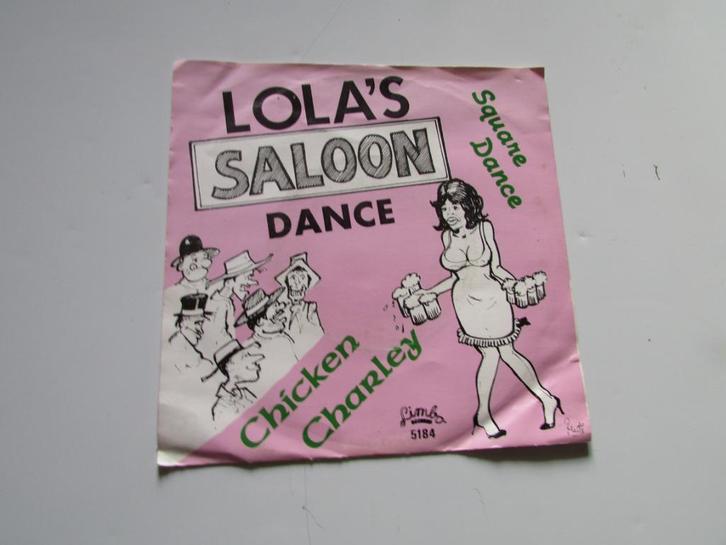 LOLA'S
SALOON
DANCE
Square
Dance
Chicken
Charley
Limbo
5184